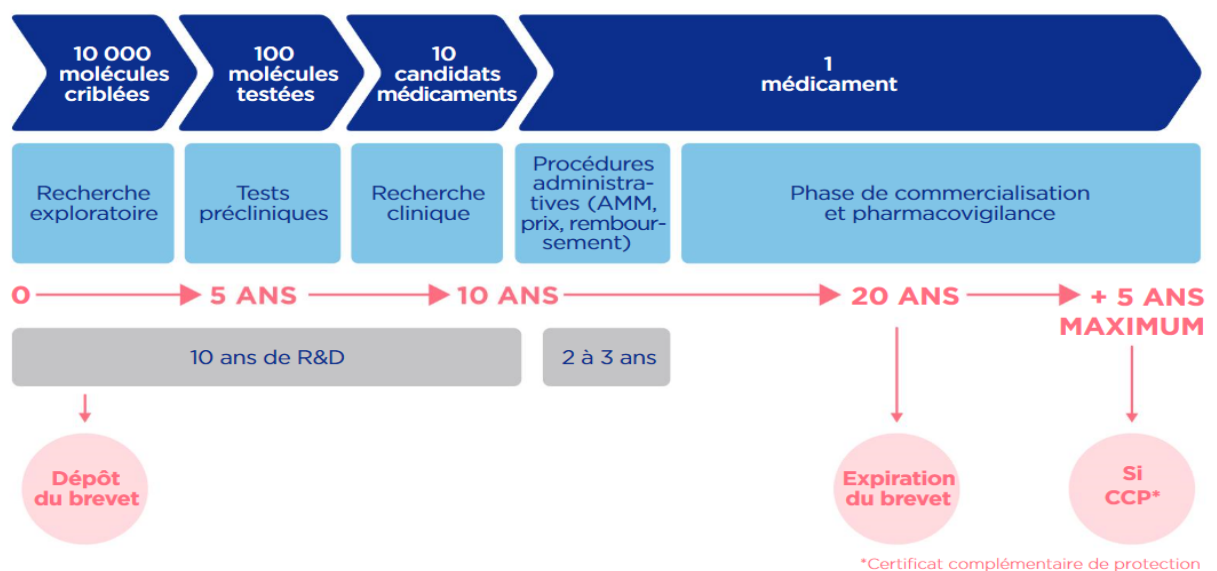 10 000
molécules
criblées
100
molécules
testées
10
candidats
médicaments
1
médicament
Recherche
exploratoire
Tests
précliniques
Recherche
clinique
Procédures
administra-
tives (AMM,
prix, rembour-
sement)
Phase de commercialisation
et pharmacovigilance
0
5 ANS
10 ANS
20 ANS
+ 5 ANS
MAXIMUM
10 ans de R&D
2 à 3 ans
Dépôt
du brevet
Expiration
du brevet
Si
CCP*
*Certificat complémentaire de protection